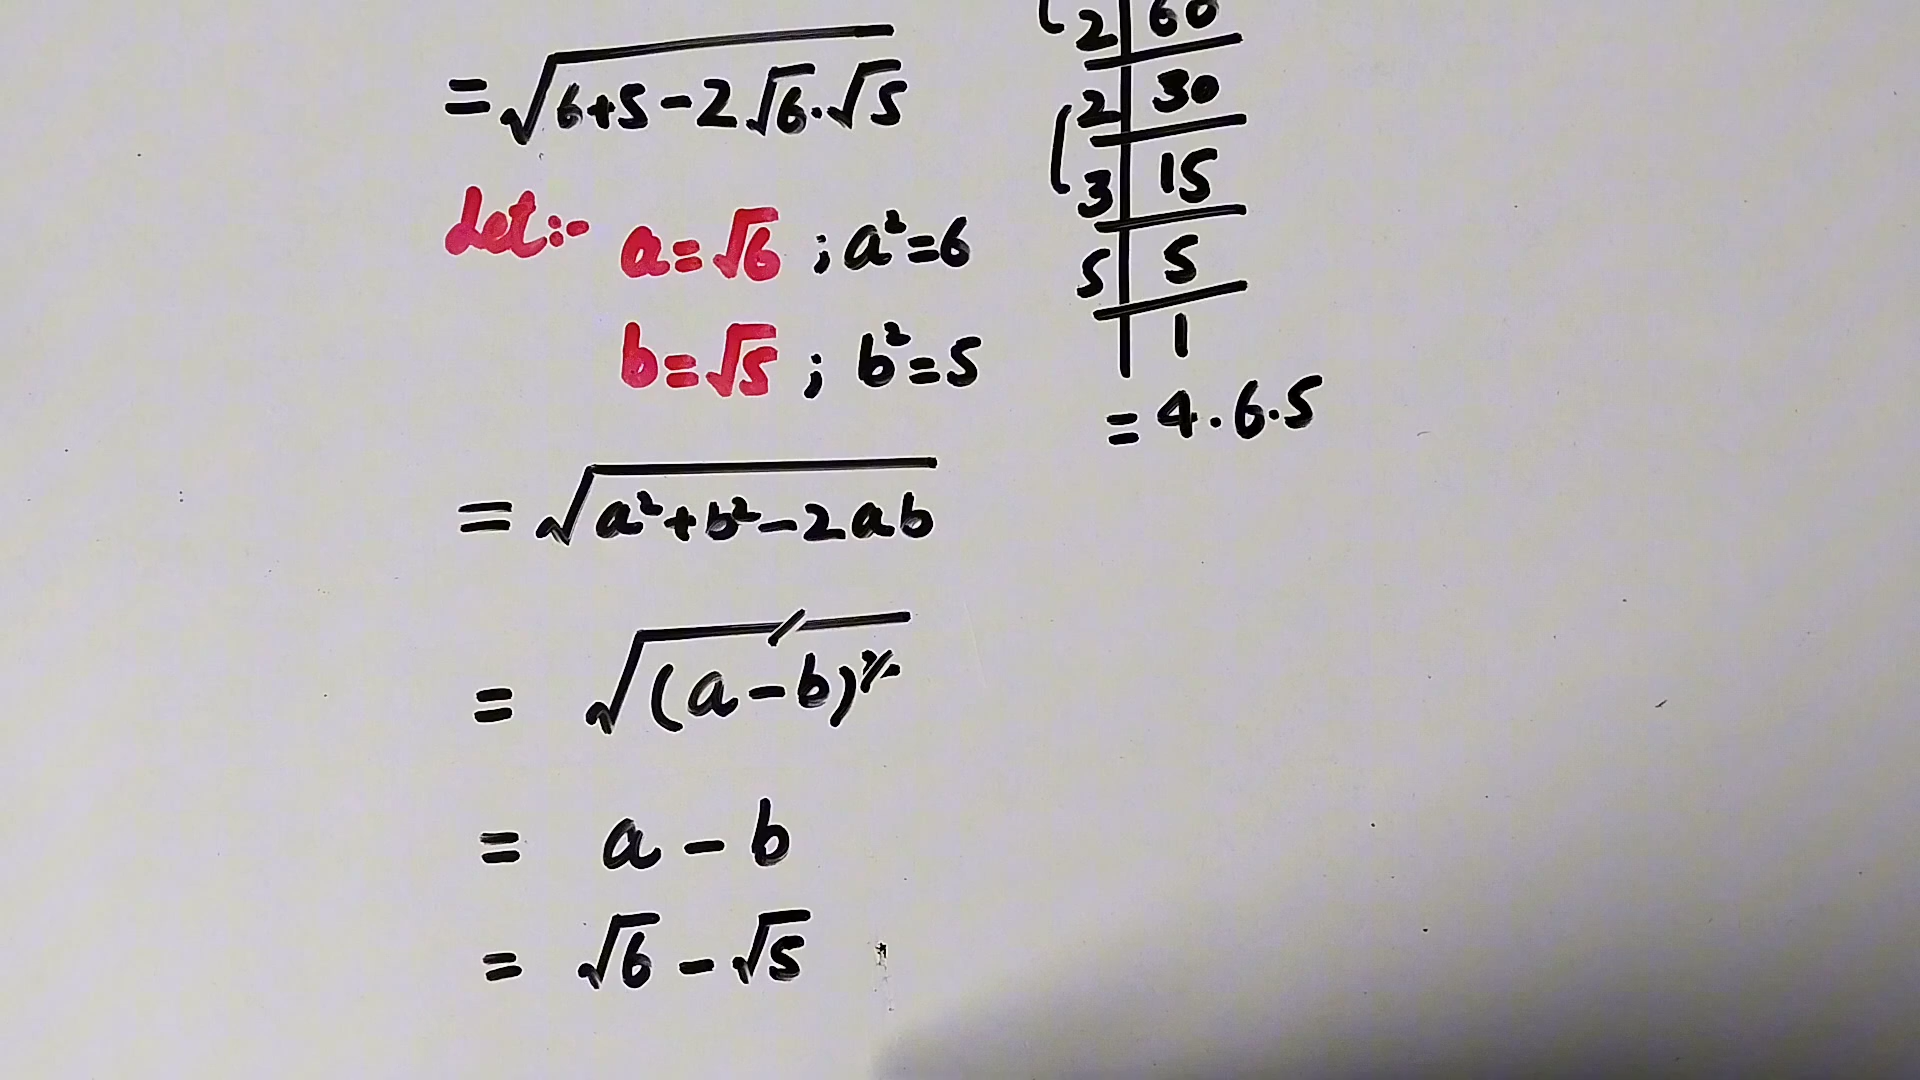 =√6+5-2√6.√5
Let:- a=√6 ; a²=6
b=√5 ; b²=5
=√a²+b²-2ab
= √(a-b)²
= a-b
= √6-√5
2|60
2|30
3|15
5|5
|1
=4.6.5